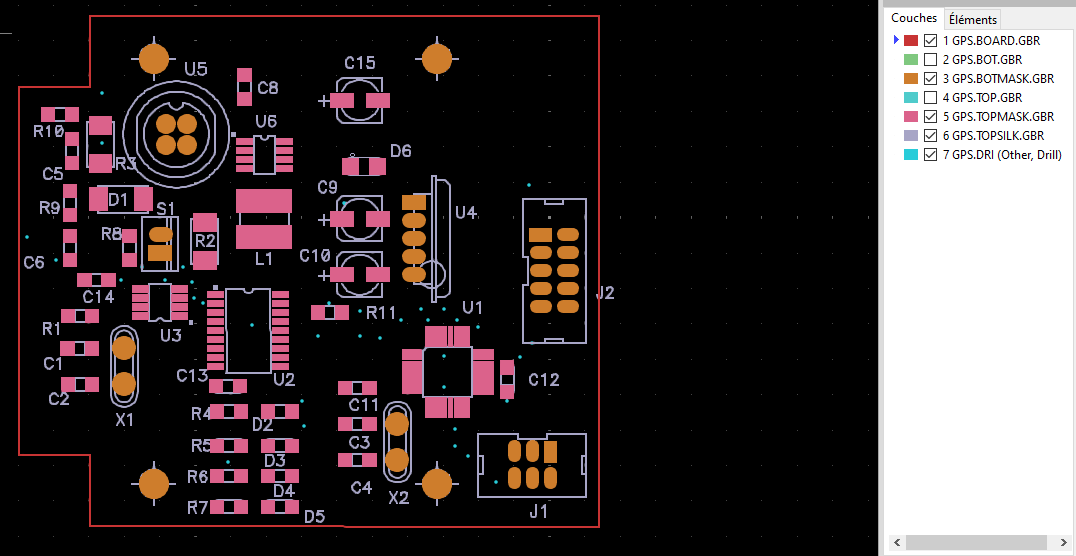 Couches Éléments
1 GPS.BOARD.GBR
2 GPS.BOT.GBR
3 GPS.BOTMASK.GBR
4 GPS.TOP.GBR
5 GPS.TOPMASK.GBR
6 GPS.TOPSILK.GBR
7 GPS.DRI (Other, Drill)
U5
C15
C8
U6
R10
R3
D6
C5
C9
D1
R9
S1
U4
R8
R2
C10
L1
C6
C14
J2
R11
U1
R1
U3
C1
C13
U2
C12
C2
C11
X1
R4
D2
C3
R5
D3
R6
D4
C4
X2
R7
D5
J1